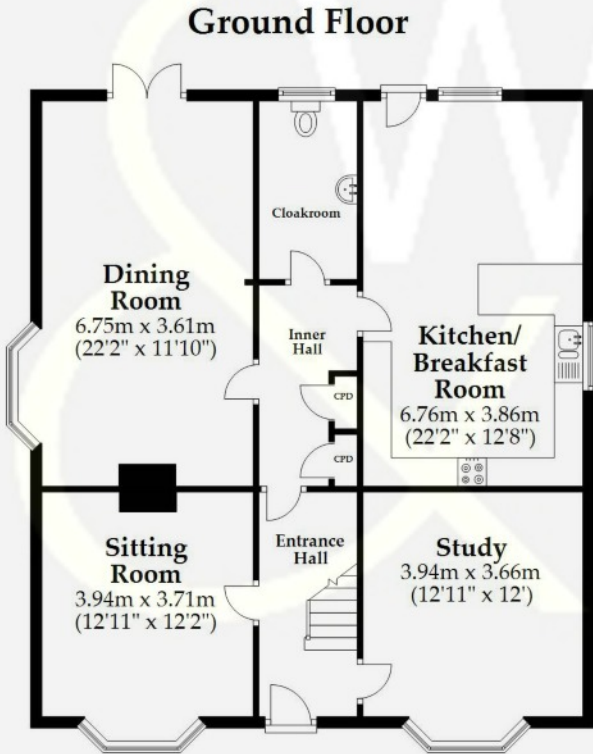 Ground Floor
Cloakroom
Dining
Room
6.75m x 3.61m
(22'2" x 11'10")
Inner
Hall
Kitchen/
Breakfast
Room
6.76m x 3.86m
(22'2" x 12'8")
CPD
CPD
Sitting
Room
3.94m x 3.71m
(12'11" x 12'2")
Entrance
Hall
Study
3.94m x 3.66m
(12'11" x 12')